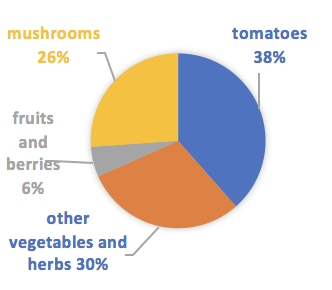 mushrooms
26%
tomatoes
38%
fruits
and
berries
6%
other
vegetables and
herbs 30%